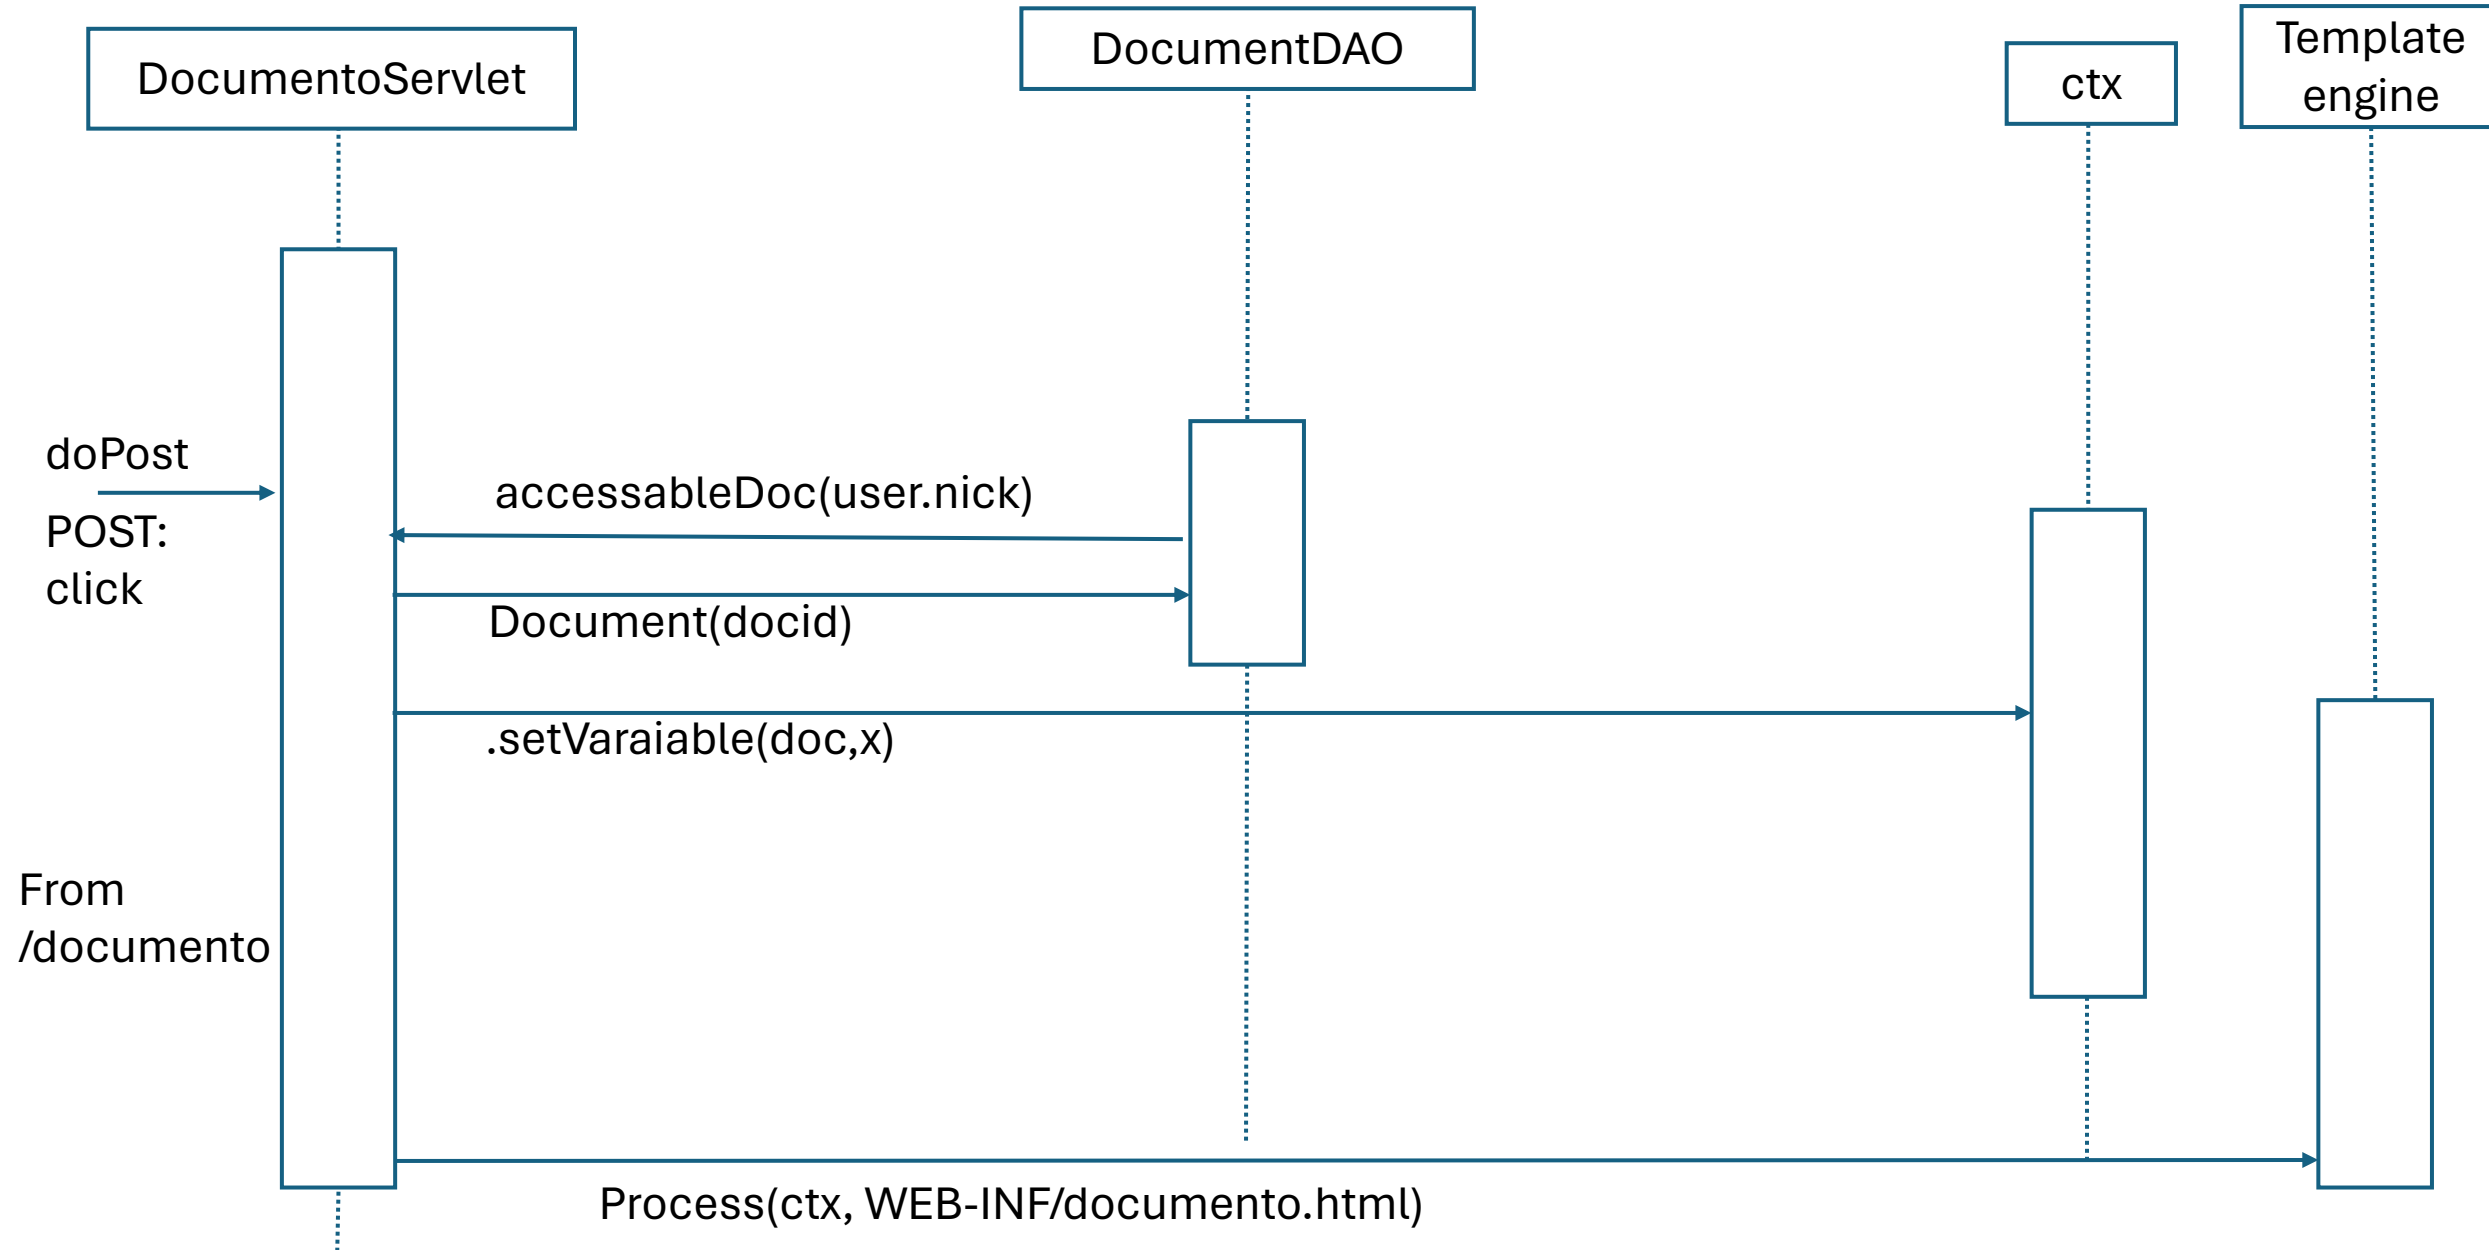 DocumentoServlet
DocumentDAO
ctx
Template
engine
doPost
POST:
click
accessableDoc(user.nick)
Document(docid)
.setVaraiable(doc,x)
From
/documento
Process(ctx, WEB-INF/documento.html)